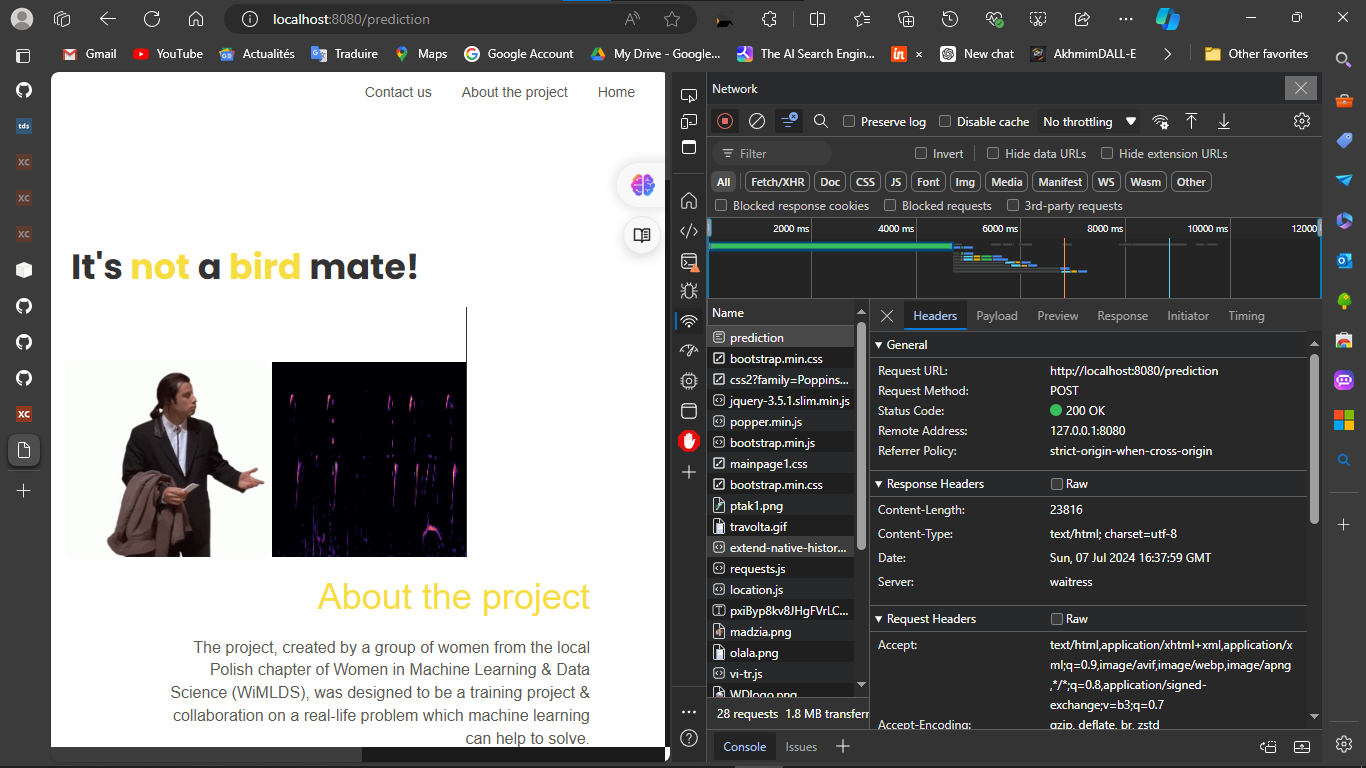 localhost:8080/prediction
Gmail
YouTube
Actualités
Traduire
Maps
Google Account
My Drive - Google...
The AI Search Engin...
in
New chat
AkhmimDALL-E
Other favorites
tds
XC
XC
XC
XC
Contact us
About the project
Home
It's not a bird mate!
About the project
The project, created by a group of women from the local
Polish chapter of Women in Machine Learning & Data
Science (WiMLDS), was designed to be a training project &
collaboration on a real-life problem which machine learning
can help to solve.
Network
Preserve log
Disable cache
No throttling
Filter
Invert
Hide data URLs
Hide extension URLs
All
Fetch/XHR
Doc
CSS
JS
Font
Img
Media
Manifest
WS
Wasm
Other
Blocked response cookies
Blocked requests
3rd-party requests
2000 ms
4000 ms
6000 ms
8000 ms
10000 ms
12000
Name
prediction
bootstrap.min.css
css2?family=Poppins...
jquery-3.5.1.slim.min.js
popper.min.js
bootstrap.min.js
mainpage1.css
bootstrap.min.css
ptak1.png
travolta.gif
extend-native-histor...
requests.js
location.js
pxiByp8kv8JHgFVrLC...
madzia.png
olala.png
vi-tr.js
WDlogo.png
28 requests
1.8 MB transferr
Headers
Payload
Preview
Response
Initiator
Timing
General
Request URL:
http://localhost:8080/prediction
Request Method:
POST
Status Code:
200 OK
Remote Address:
127.0.0.1:8080
Referrer Policy:
strict-origin-when-cross-origin
Response Headers
Raw
Content-Length:
23816
Content-Type:
text/html; charset=utf-8
Date:
Sun, 07 Jul 2024 16:37:59 GMT
Server:
waitress
Request Headers
Raw
Accept:
text/html,application/xhtml+xml,application/x
ml;q=0.9,image/avif,image/webp,image/apng
,*/*;q=0.8,application/signed-
exchange;v=b3;q=0.7
Accept-Encoding:
gzip, deflate, br, zstd
Console
Issues